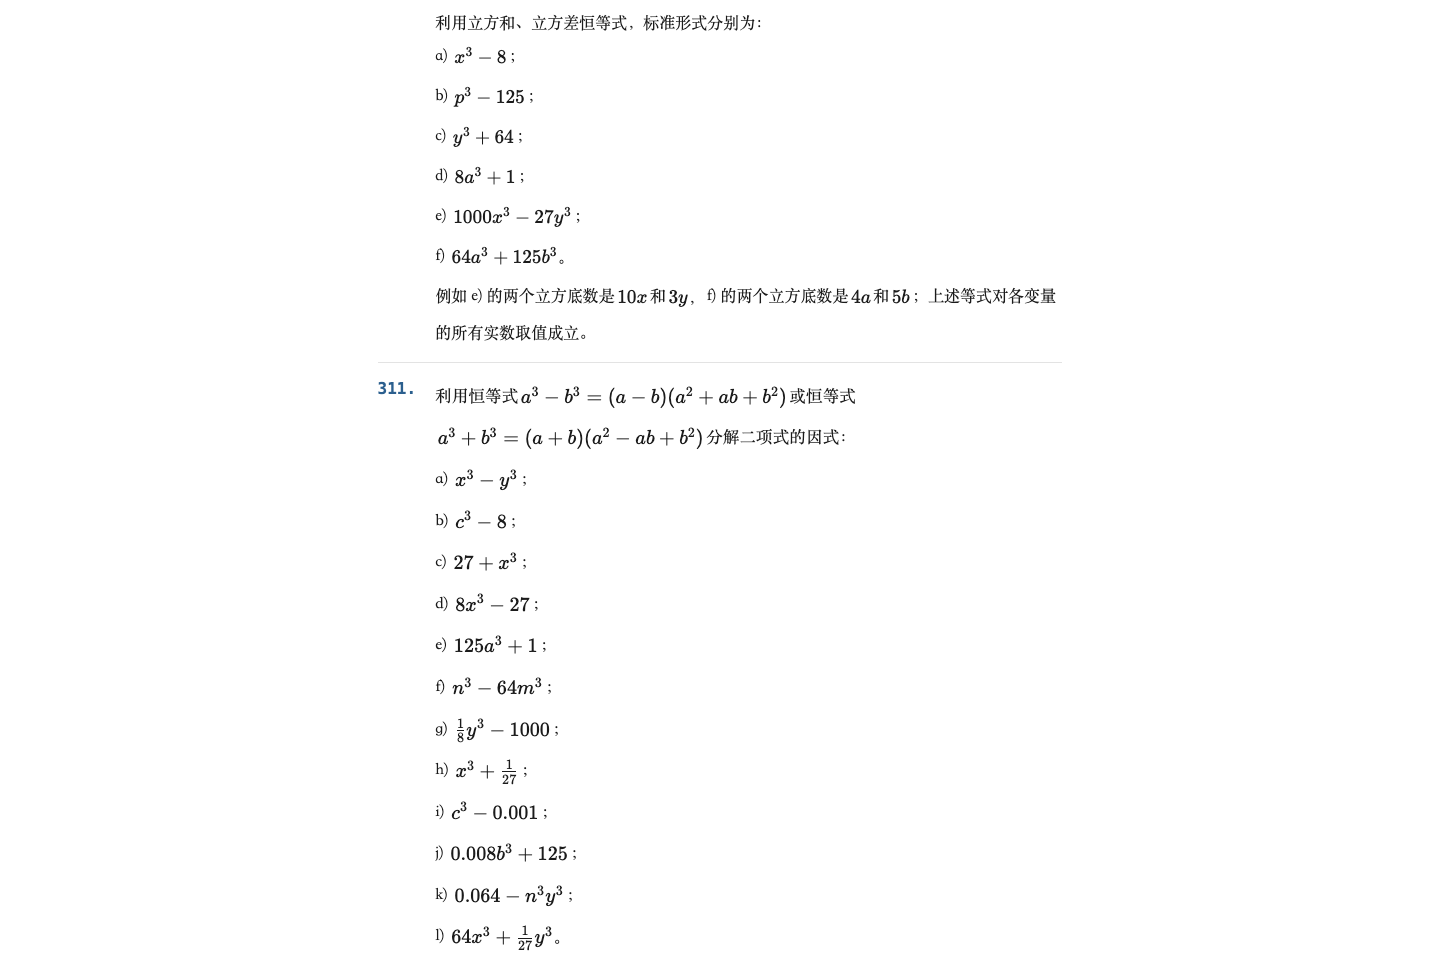 利用立方和、立方差恒等式，标准形式分别为：
a) x³ − 8；
b) p³ − 125；
c) y³ + 64；
d) 8a³ + 1；
e) 1000x³ − 27y³；
f) 64a³ + 125b³。
例如 e) 的两个立方底数是 10x 和 3y，f) 的两个立方底数是 4a 和 5b；上述等式对各变量
的所有实数取值成立。
311. 利用恒等式 a³ − b³ = (a − b)(a² + ab + b²) 或恒等式
a³ + b³ = (a + b)(a² − ab + b²) 分解二项式的因式：
a) x³ − y³；
b) c³ − 8；
c) 27 + x³；
d) 8x³ − 27；
e) 125a³ + 1；
f) n³ − 64m³；
g) 1/8 y³ − 1000；
h) x³ + 1/27；
i) c³ − 0.001；
j) 0.008b³ + 125；
k) 0.064 − n³y³；
l) 64x³ + 1/27 y³。